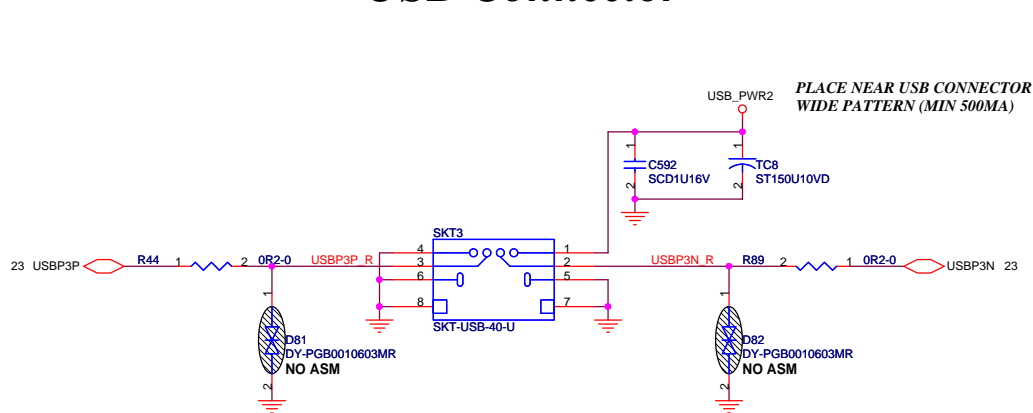 USB Connector
USB_PWR2
PLACE NEAR USB CONNECTOR
WIDE PATTERN (MIN 500MA)
1
2
C592
SCD1U16V
1
2
TC8
ST150U10VD
SKT3
4
3
6
8
1
2
5
7
SKT-USB-40-U
23 USBP3P
R44
1
2
0R2-0
USBP3P_R
USBP3N_R
R89
2
1
0R2-0
USBP3N 23
1
2
D81
DY-PGB0010603MR
NO ASM
1
2
D82
DY-PGB0010603MR
NO ASM